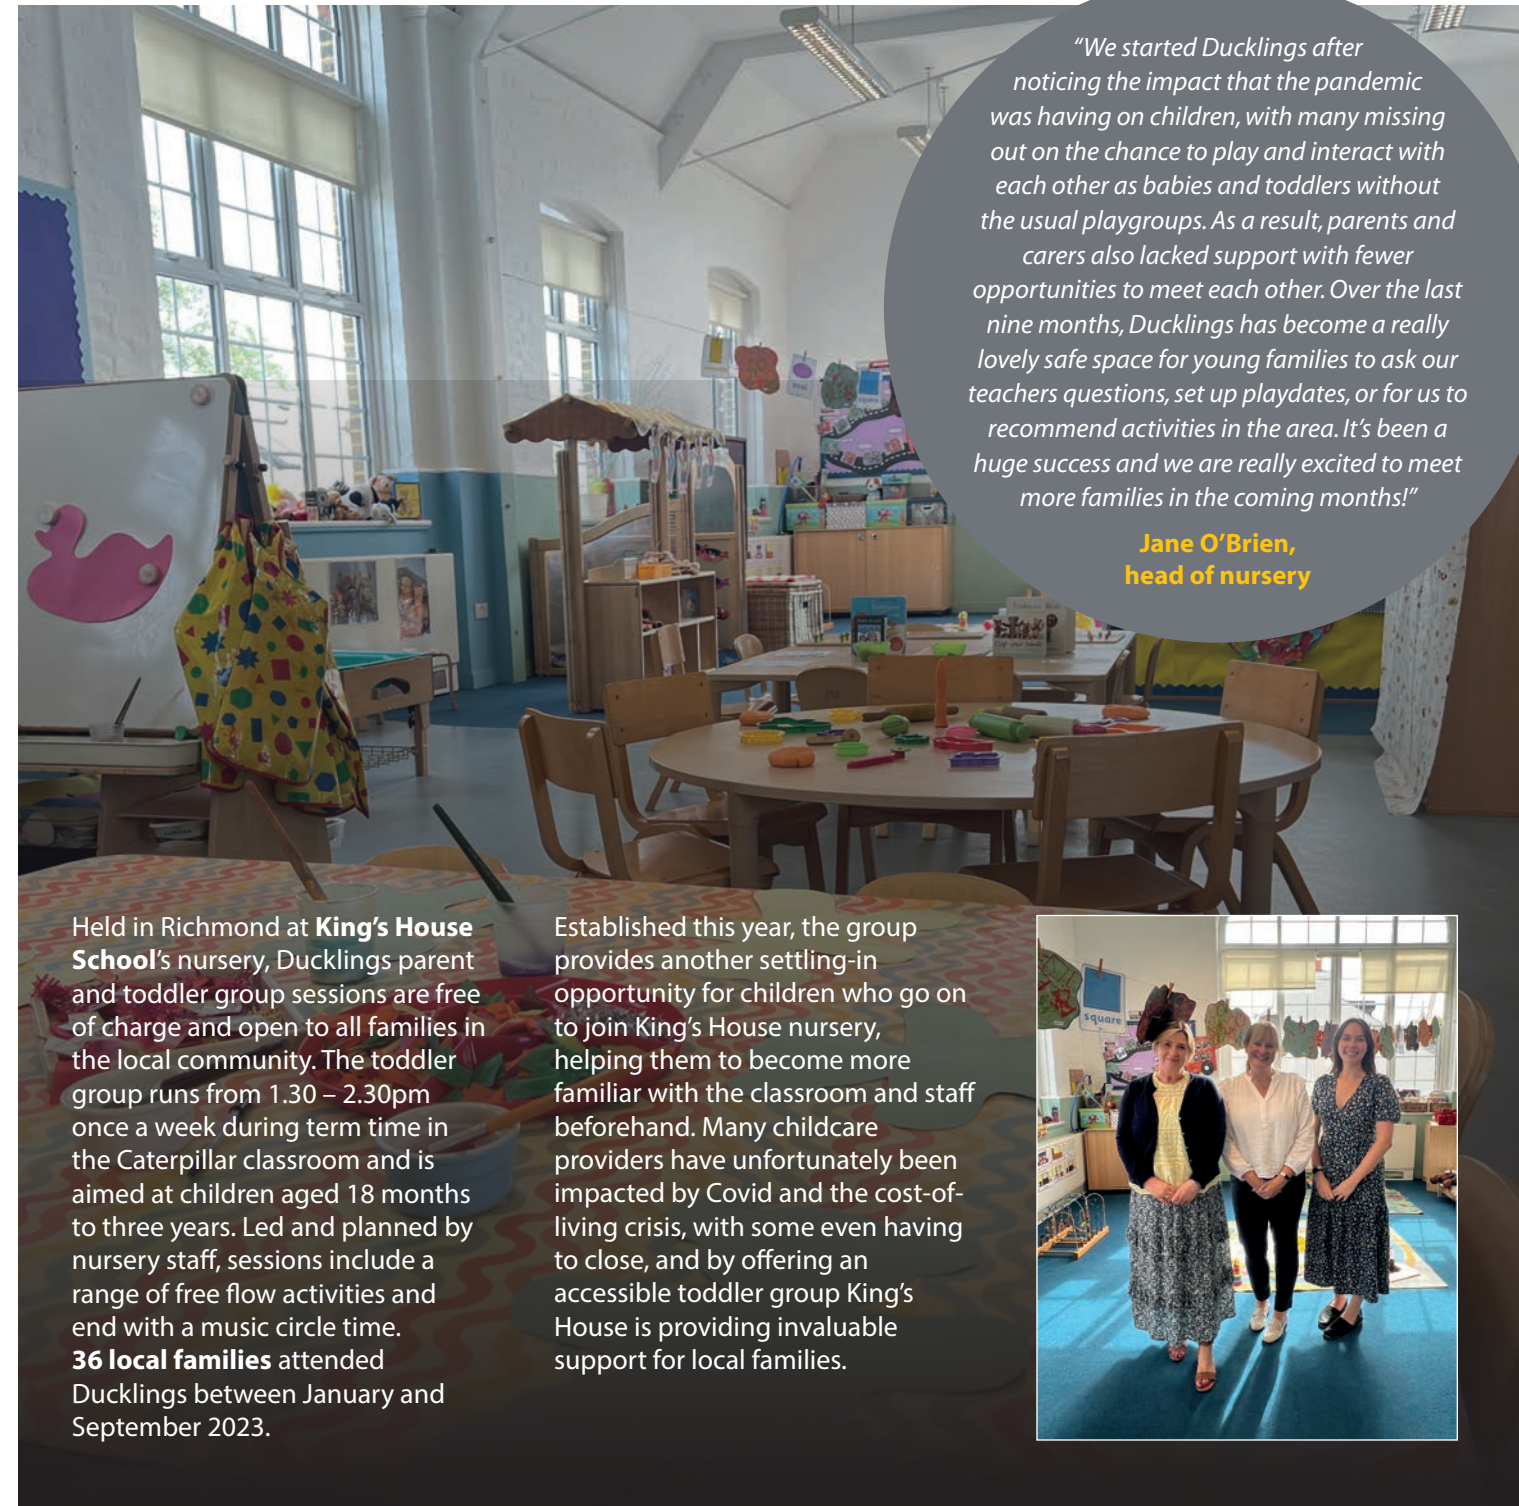 “We started Ducklings after
noticing the impact that the pandemic
was having on children, with many missing
out on the chance to play and interact with
each other as babies and toddlers without
the usual playgroups. As a result, parents and
carers also lacked support with fewer
opportunities to meet each other. Over the last
nine months, Ducklings has become a really
lovely safe space for young families to ask our
teachers questions, set up playdates, or for us to
recommend activities in the area. It’s been a
huge success and we are really excited to meet
more families in the coming months!”
Jane O’Brien,
head of nursery
Held in Richmond at King’s House
School’s nursery, Ducklings parent
and toddler group sessions are free
of charge and open to all families in
the local community. The toddler
group runs from 1.30 – 2.30pm
once a week during term time in
the Caterpillar classroom and is
aimed at children aged 18 months
to three years. Led and planned by
nursery staff, sessions include a
range of free flow activities and
end with a music circle time.
36 local families attended
Ducklings between January and
September 2023.
Established this year, the group
provides another settling-in
opportunity for children who go on
to join King’s House nursery,
helping them to become more
familiar with the classroom and staff
beforehand. Many childcare
providers have unfortunately been
impacted by Covid and the cost-of-
living crisis, with some even having
to close, and by offering an
accessible toddler group King’s
House is providing invaluable
support for local families.
square